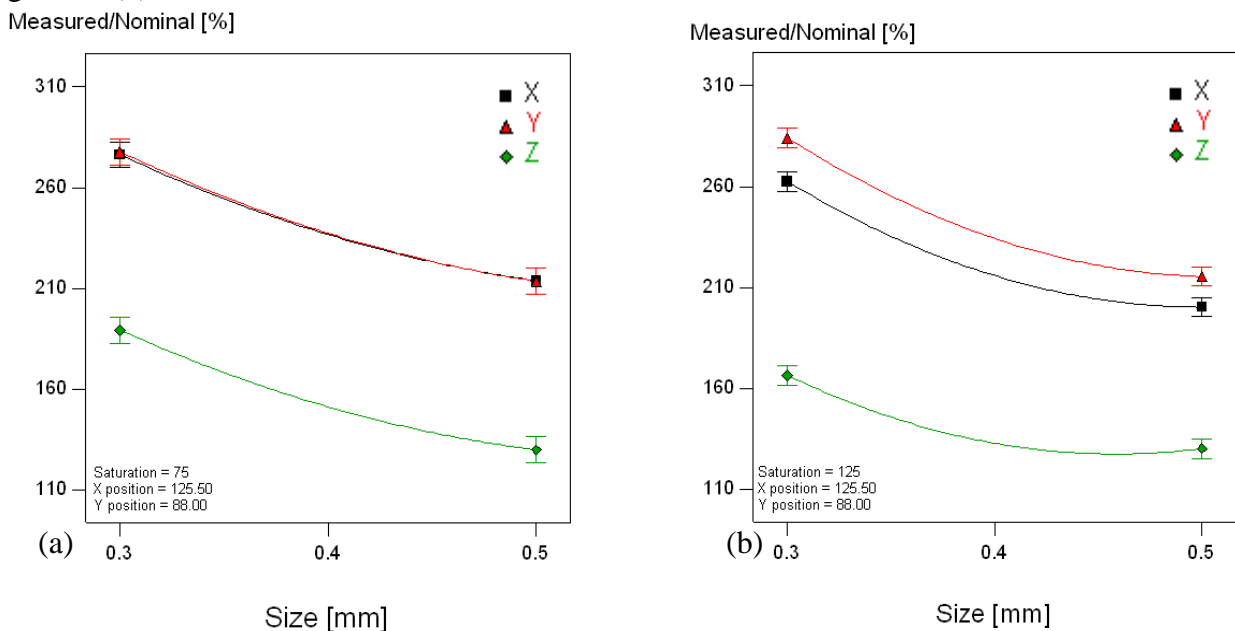 Measured/Nominal [%]
310
260
210
160
110
X
Y
Z
Saturation = 75
X position = 125.50
Y position = 88.00
(a)
0.3
0.4
0.5
Size [mm]
Measured/Nominal [%]
310
260
210
160
110
X
Y
Z
Saturation = 125
X position = 125.50
Y position = 88.00
(b)
0.3
0.4
0.5
Size [mm]